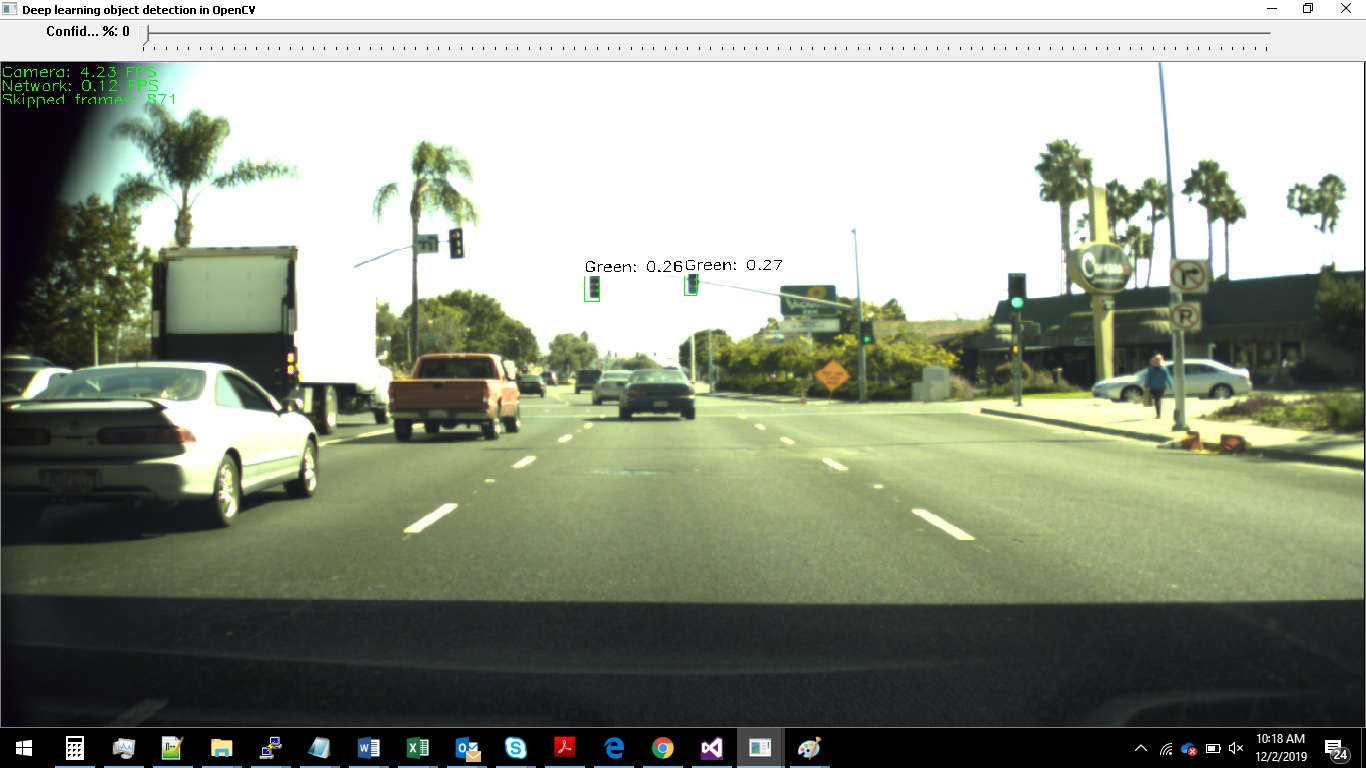 Deep learning object detection in OpenCV
Confid... %: 0
Camera: 4.23 FPS
Network: 0.12 FPS
Skipped frames: 871
Green: 0.26
Green: 0.27
10:18 AM
12/2/2019
24